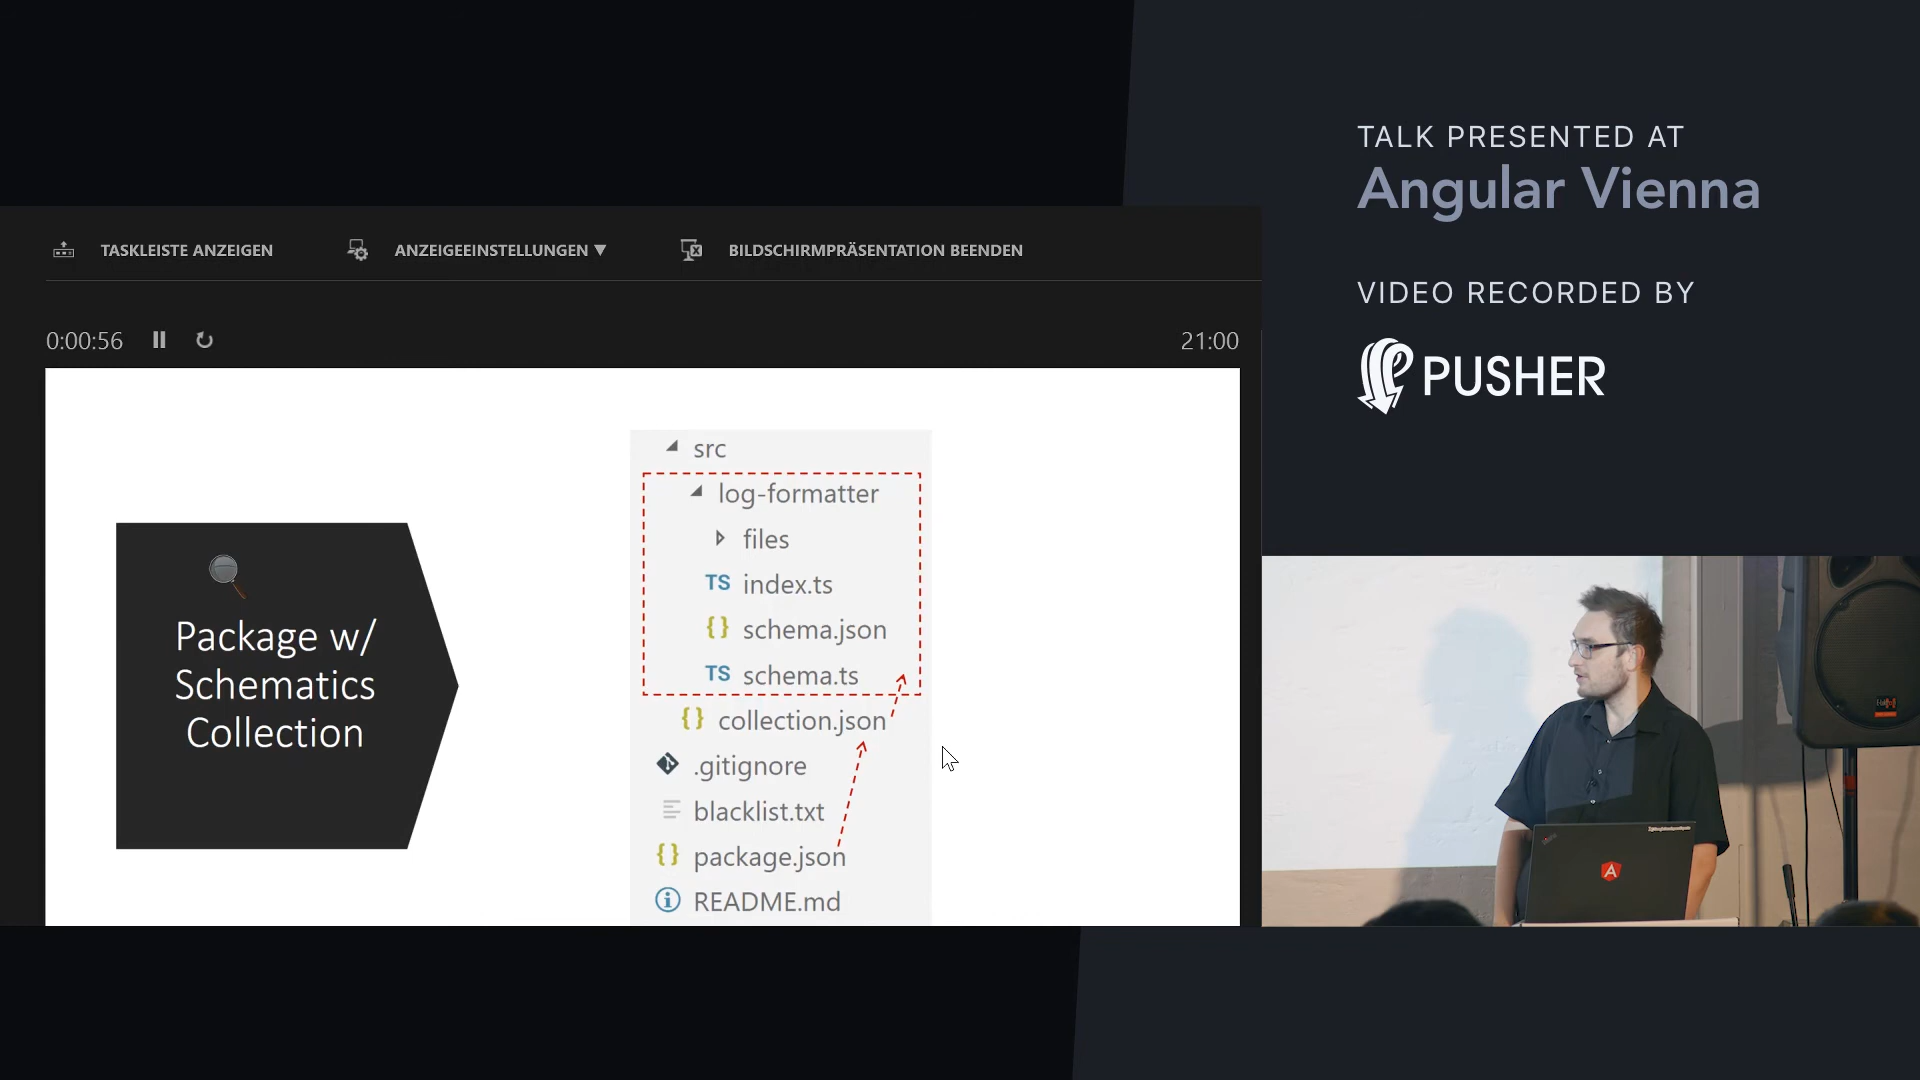 TALK PRESENTED AT
Angular Vienna
VIDEO RECORDED BY
PUSHER
TASKLEISTE ANZEIGEN
ANZEIGEEINSTELLUNGEN ▼
BILDSCHIRMPRÄSENTATION BEENDEN
0:00:56
21:00
Package w/
Schematics
Collection
src
log-formatter
files
TS index.ts
{ } schema.json
TS schema.ts
{ } collection.json
.gitignore
blacklist.txt
{ } package.json
README.md
A